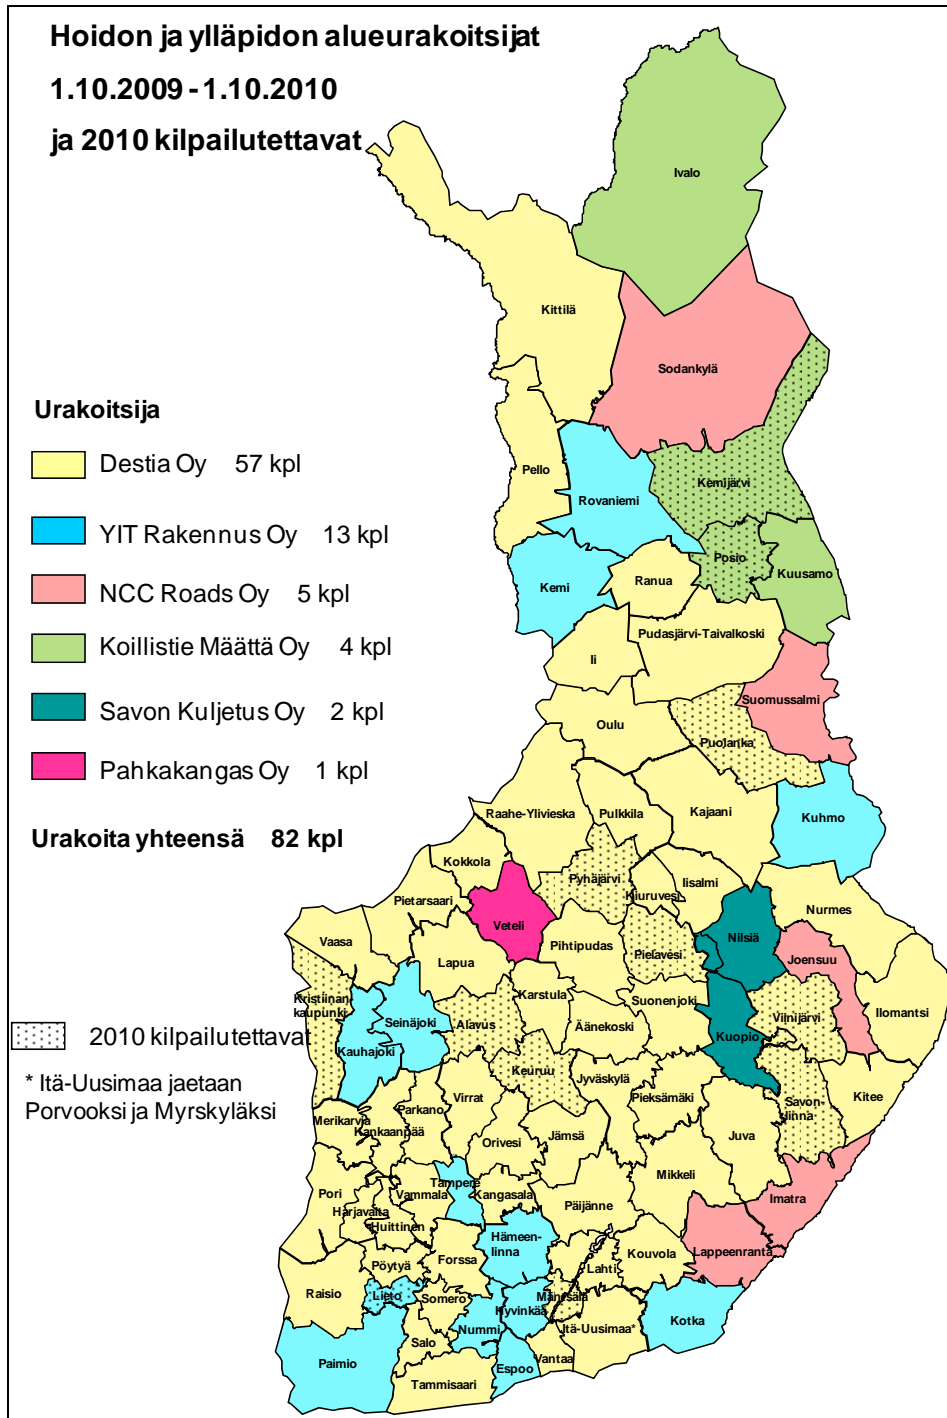 Hoidon ja ylläpidon alueurakoitsijat
1.10.2009 - 1.10.2010
ja 2010 kilpailutettavat
Ivalo
Kittilä
Sodankylä
Urakoitsija
Destia Oy 57 kpl
YIT Rakennus Oy 13 kpl
NCC Roads Oy 5 kpl
Koillistie Määttä Oy 4 kpl
Savon Kuljetus Oy 2 kpl
Pahkakangas Oy 1 kpl
Urakoita yhteensä 82 kpl
Pello
Rovaniemi
Kemijärvi
Posio
Kuusamo
Kemi
Ranua
Pudasjärvi-Taivalkoski
Ii
Suomussalmi
Oulu
Puolanka
Raahe-Ylivieska
Pulkkila
Kajaani
Kuhmo
Kokkola
Pyhäjärvi
Kiuruvesi
Iisalmi
Pietarsaari
Veteli
Nurmes
Vaasa
Lapua
Pihtipudas
Pielavesi
Nilsiä
Joensuu
Kristiinan-
kaupunki
Seinäjoki
Karstula
Suonenjoki
Viinijärvi
Ilomantsi
2010 kilpailutettavat
Kauhajoki
Alavus
Äänekoski
Kuopio
* Itä-Uusimaa jaetaan
Porvooksi ja Myrskyläksi
Keuruu
Jyväskylä
Pieksämäki
Savon-
linna
Kitee
Merikarvia
Kankaanpää
Parkano
Virrat
Orivesi
Jämsä
Juva
Mikkeli
Pori
Harjavalta
Huittinen
Vammala
Tampere
Kangasala
Päijänne
Imatra
Hämeen-
linna
Kouvola
Lappeenranta
Pöytyä
Forssa
Lahti
Raisio
Lieto
Somero
Hyvinkää
Mäntsälä
Kotka
Paimio
Salo
Nummi
Itä-Uusimaa*
Vantaa
Espoo
Tammisaari